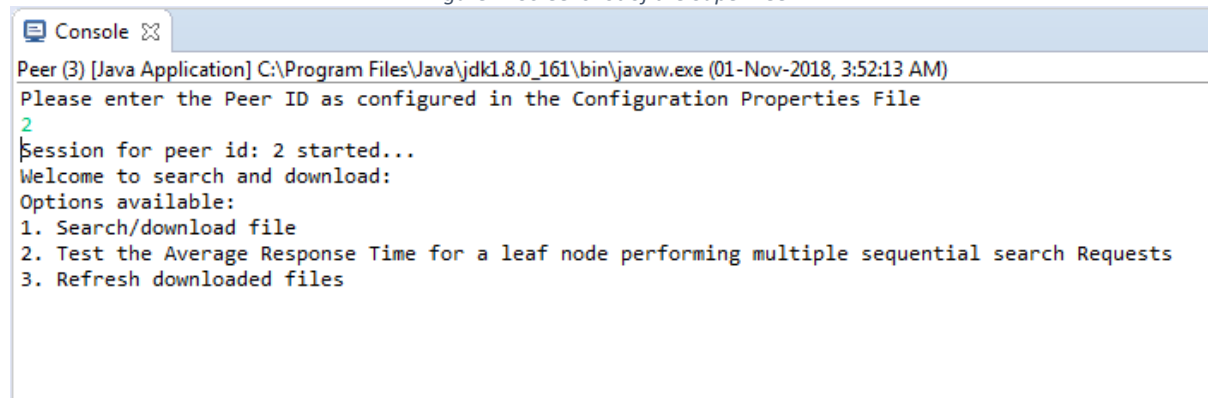 Console
Peer (3) [Java Application] C:\Program Files\Java\jdk1.8.0_161\bin\javaw.exe (01-Nov-2018, 3:52:13 AM)
Please enter the Peer ID as configured in the Configuration Properties File
2
Session for peer id: 2 started...
Welcome to search and download:
Options available:
1. Search/download file
2. Test the Average Response Time for a leaf node performing multiple sequential search Requests
3. Refresh downloaded files